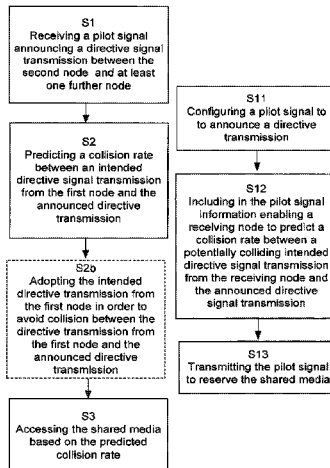 S1
Receiving a pilot signal
announcing a directive signal
transmission between the
second node and at least
one further node
S2
Predicting a collision rate
between an intended
directive signal transmission
from the first node and the
announced directive
transmission
S2b
Adopting the intended
directive transmission from
the first node in order to
avoid collision between the
directive transmission from
the first node and the
announced directive
transmission
S3
Accessing the shared media
based on the predicted
collision rate
S11
Configuring a pilot signal to
to announce a directive
transmission
S12
Including in the pilot signal
information enabling a
receiving node to predict a
collision rate between a
potentially colliding intended
directive signal transmission
from the receiving node and
the announced directive
signal transmission
S13
Transmitting the pilot signal
to reserve the shared media